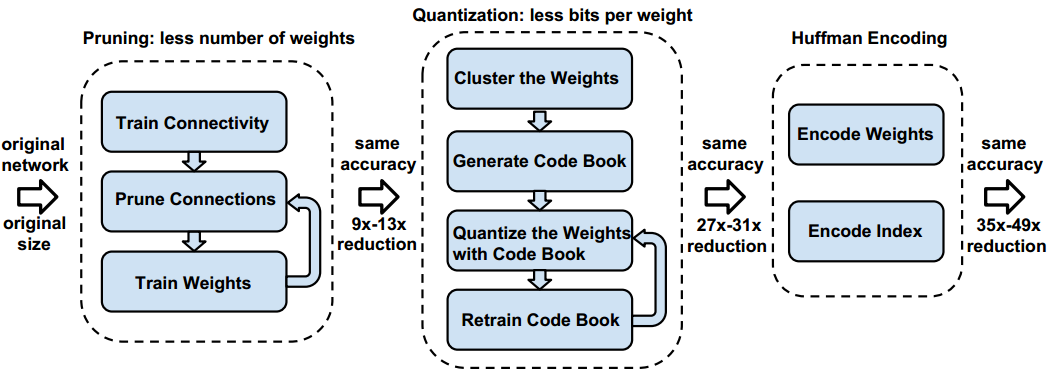 Quantization: less bits per weight
Pruning: less number of weights
Huffman Encoding
original
network
original
size
Train Connectivity
Prune Connections
Train Weights
same
accuracy
9x-13x
reduction
Cluster the Weights
Generate Code Book
Quantize the Weights
with Code Book
Retrain Code Book
same
accuracy
27x-31x
reduction
Encode Weights
Encode Index
same
accuracy
35x-49x
reduction